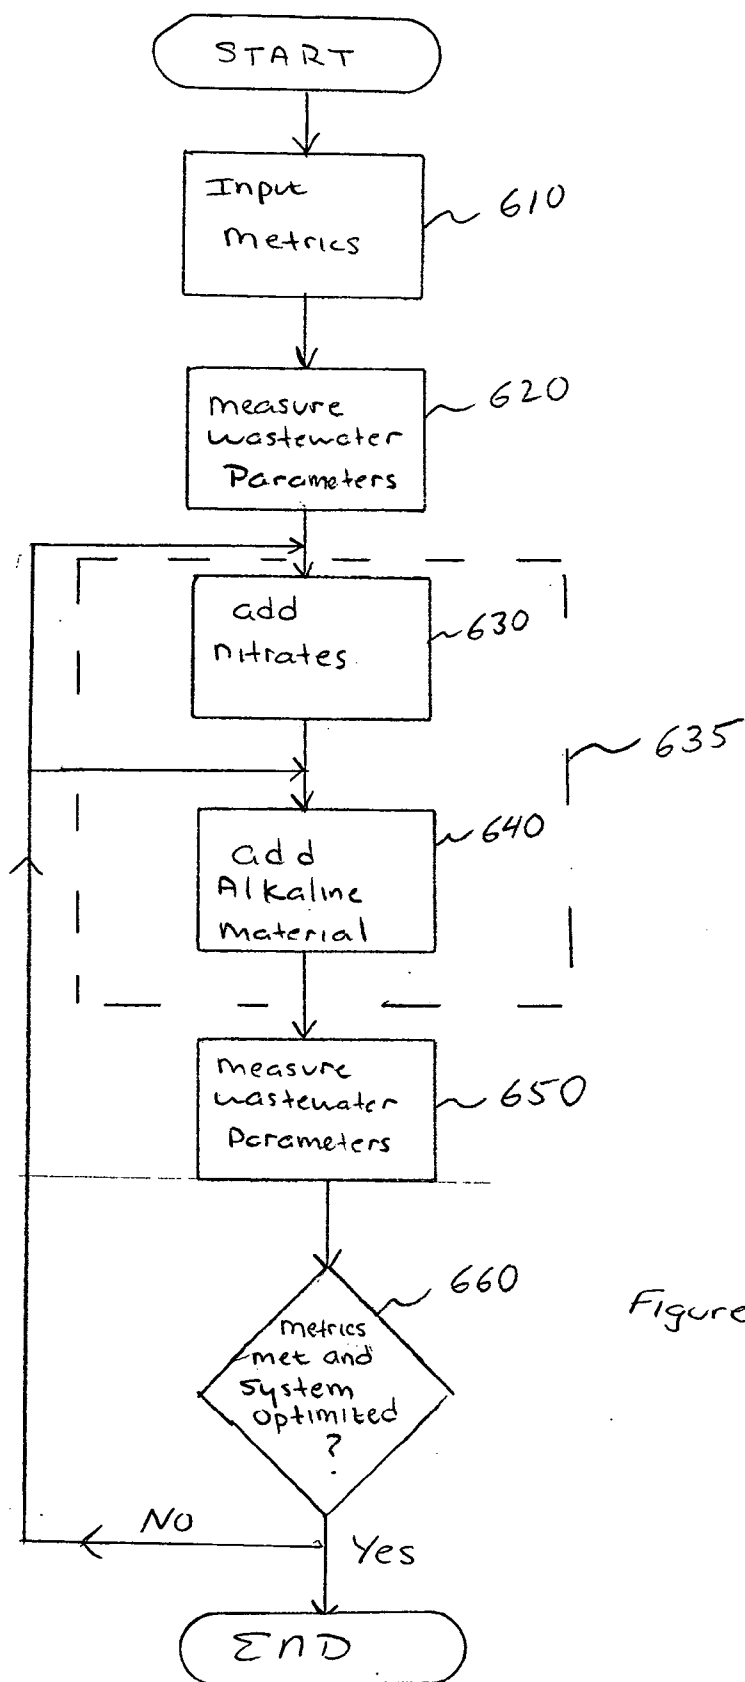 START
Input
Metrics
610
measure
wastewater
Parameters
620
add
nitrates
630
635
add
Alkaline
material
640
measure
wastewater
Parameters
650
660
metrics
met and
System
optimized
?
Figure
NO
Yes
END